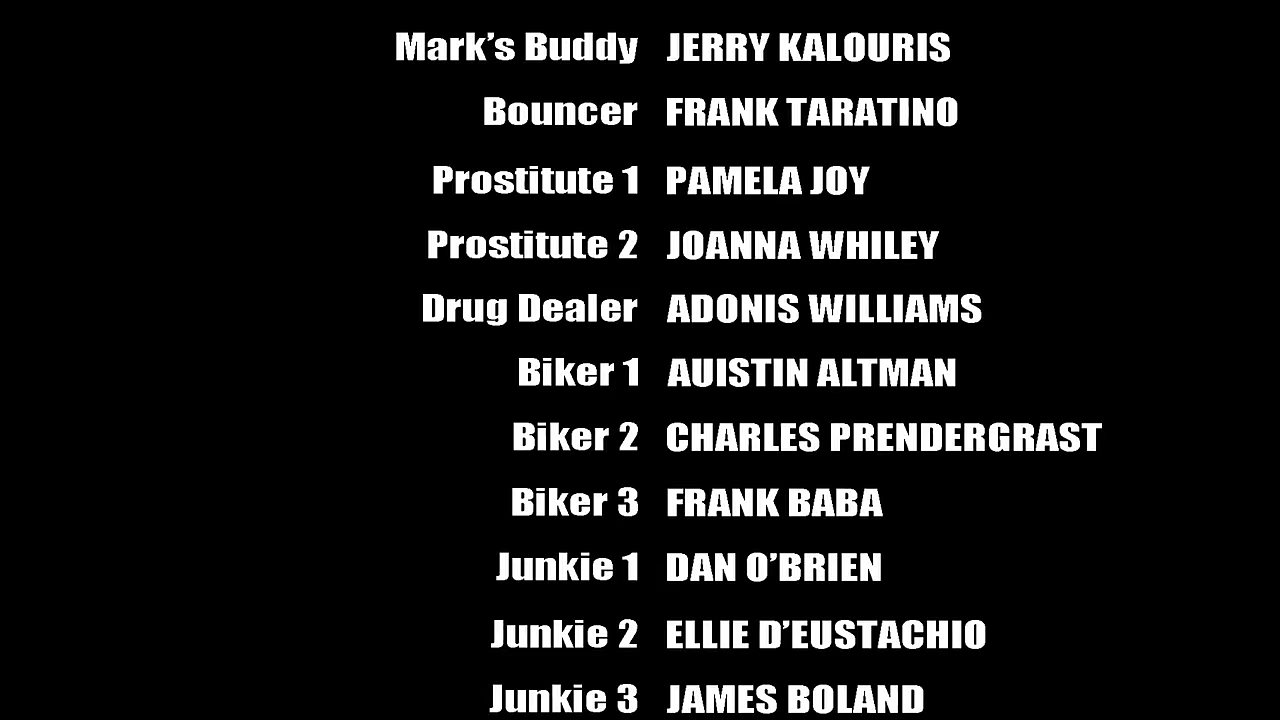 Mark’s Buddy JERRY KALOURIS
Bouncer FRANK TARATINO
Prostitute 1 PAMELA JOY
Prostitute 2 JOANNA WHILEY
Drug Dealer ADONIS WILLIAMS
Biker 1 AUISTIN ALTMAN
Biker 2 CHARLES PRENDERGRAST
Biker 3 FRANK BABA
Junkie 1 DAN O’BRIEN
Junkie 2 ELLIE D’EUSTACHIO
Junkie 3 JAMES BOLAND